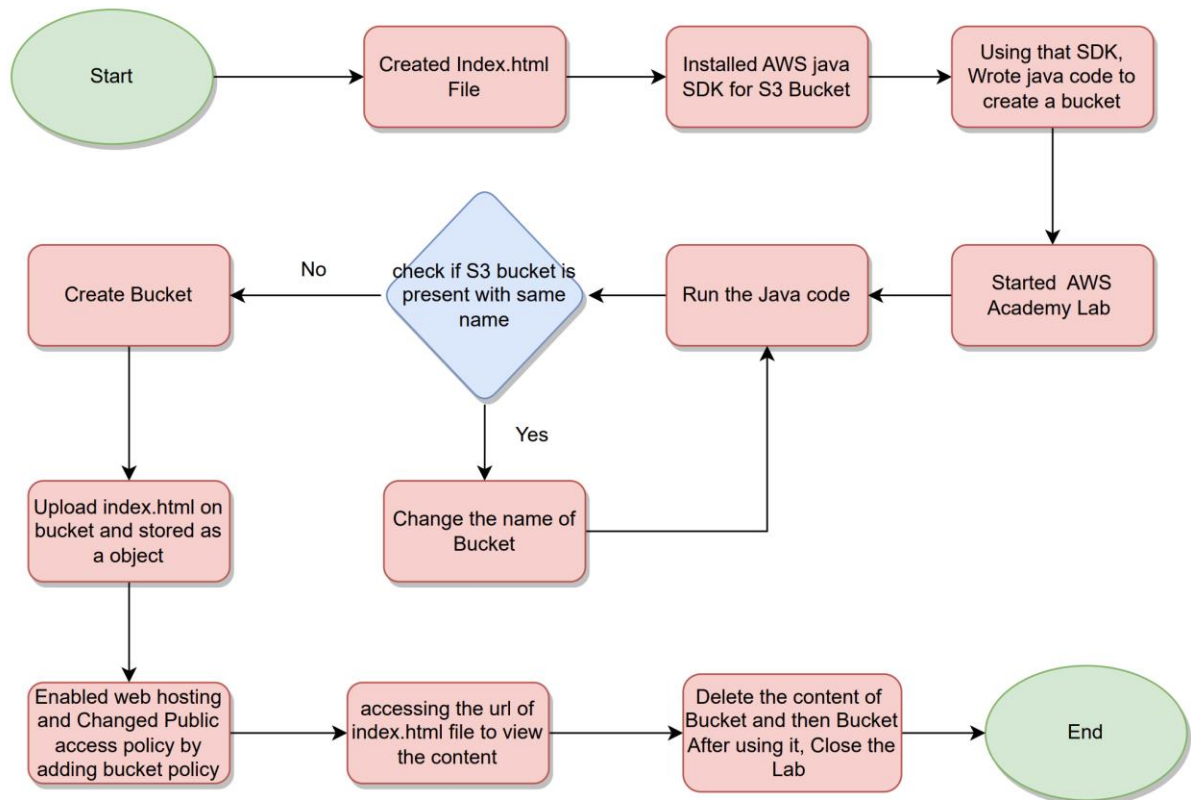 Start
Created Index.html
File
Installed AWS java
SDK for S3 Bucket
Using that SDK,
Wrote java code to
create a bucket
Started AWS
Academy Lab
Run the Java code
check if S3 bucket is
present with same
name
No
Create Bucket
Yes
Change the name of
Bucket
Upload index.html on
bucket and stored as
a object
Enabled web hosting
and Changed Public
access policy by
adding bucket policy
accessing the url of
index.html file to view
the content
Delete the content of
Bucket and then Bucket
After using it, Close the
Lab
End